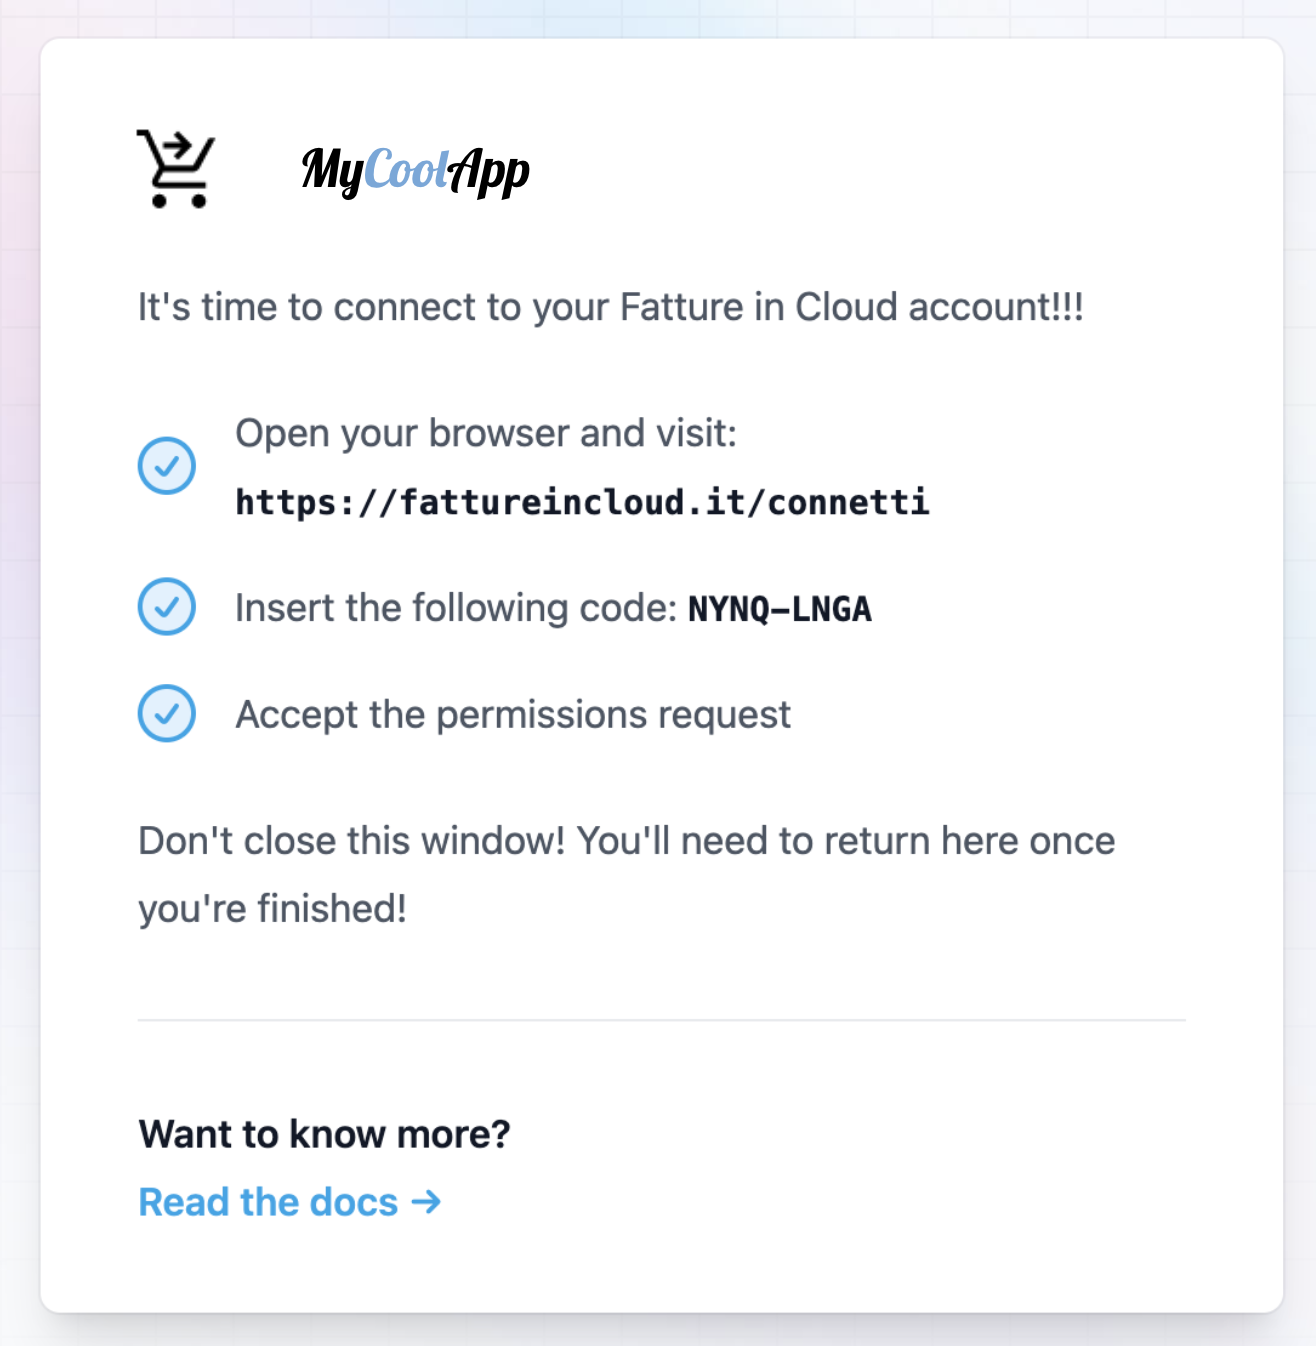 MyCoolApp
It's time to connect to your Fatture in Cloud account!!!
Open your browser and visit:
https://fattureincloud.it/connetti
Insert the following code: NYNQ-LNGA
Accept the permissions request
Don't close this window! You'll need to return here once
you're finished!
Want to know more?
Read the docs →